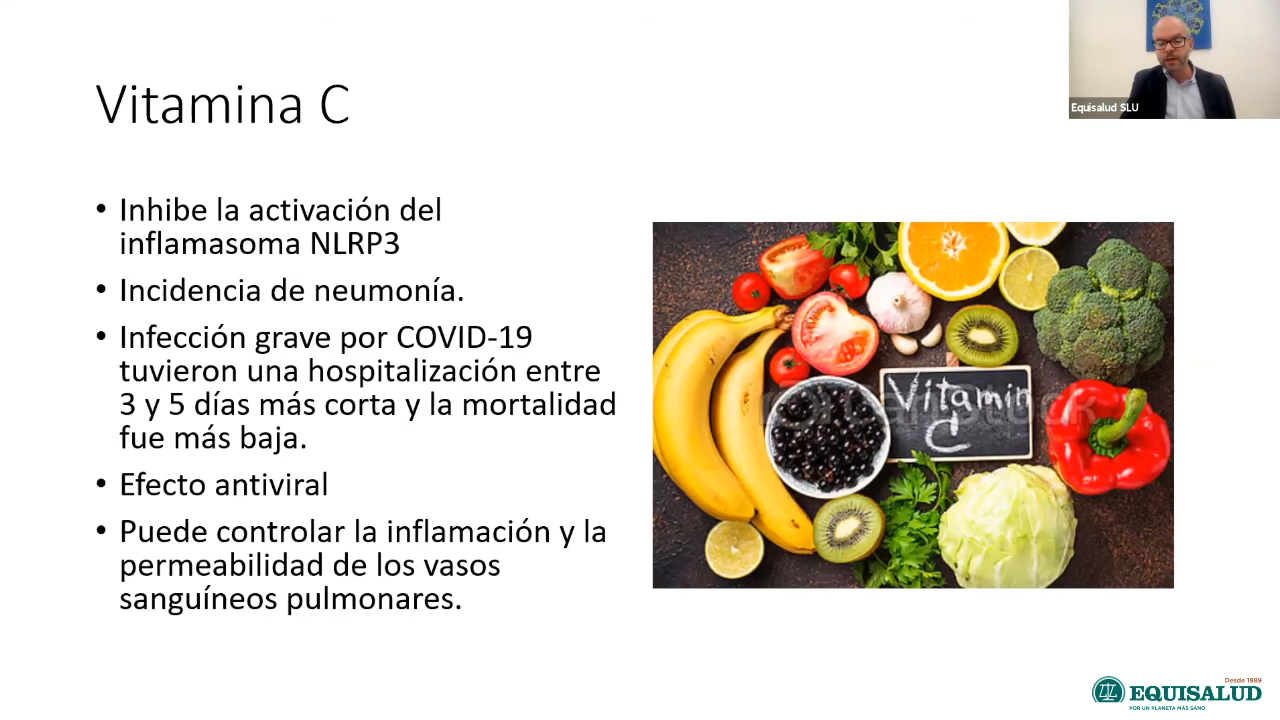 Equisalud SLU
Vitamina C
• Inhibe la activación del
inflamasoma NLRP3
• Incidencia de neumonía.
• Infección grave por COVID-19
tuvieron una hospitalización entre
3 y 5 días más corta y la mortalidad
fue más baja.
• Efecto antiviral
• Puede controlar la inflamación y la
permeabilidad de los vasos
sanguíneos pulmonares.
Vitamin
C
Desde 1989
EQUISALUD
POR UN PLANETA MÁS SANO